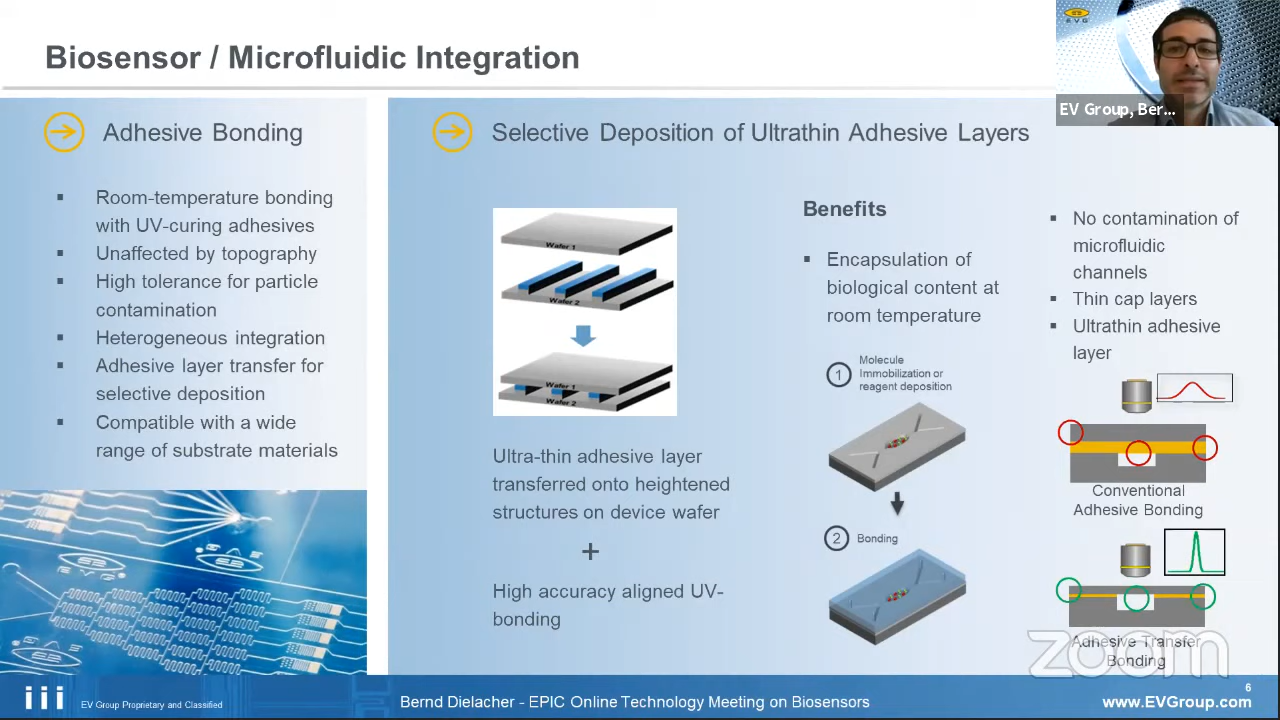 Biosensor / Microfluidic Integration
EVG
EV Group, Ber...
Adhesive Bonding
Room-temperature bonding
with UV-curing adhesives
Unaffected by topography
High tolerance for particle
contamination
Heterogeneous integration
Adhesive layer transfer for
selective deposition
Compatible with a wide
range of substrate materials
EVG
EVG
Selective Deposition of Ultrathin Adhesive Layers
Wafer 1
Wafer 2
Wafer 1
Wafer 2
Ultra-thin adhesive layer
transferred onto heightened
structures on device wafer
+
High accuracy aligned UV-
bonding
Benefits
Encapsulation of
biological content at
room temperature
1
Molecule
Immobilization or
reagent deposition
2
Bonding
No contamination of
microfluidic
channels
Thin cap layers
Ultrathin adhesive
layer
Conventional
Adhesive Bonding
Adhesive Transfer
Bonding
zoom
EV Group Proprietary and Classified
Bernd Dielacher - EPIC Online Technology Meeting on Biosensors
6
www.EVGroup.com